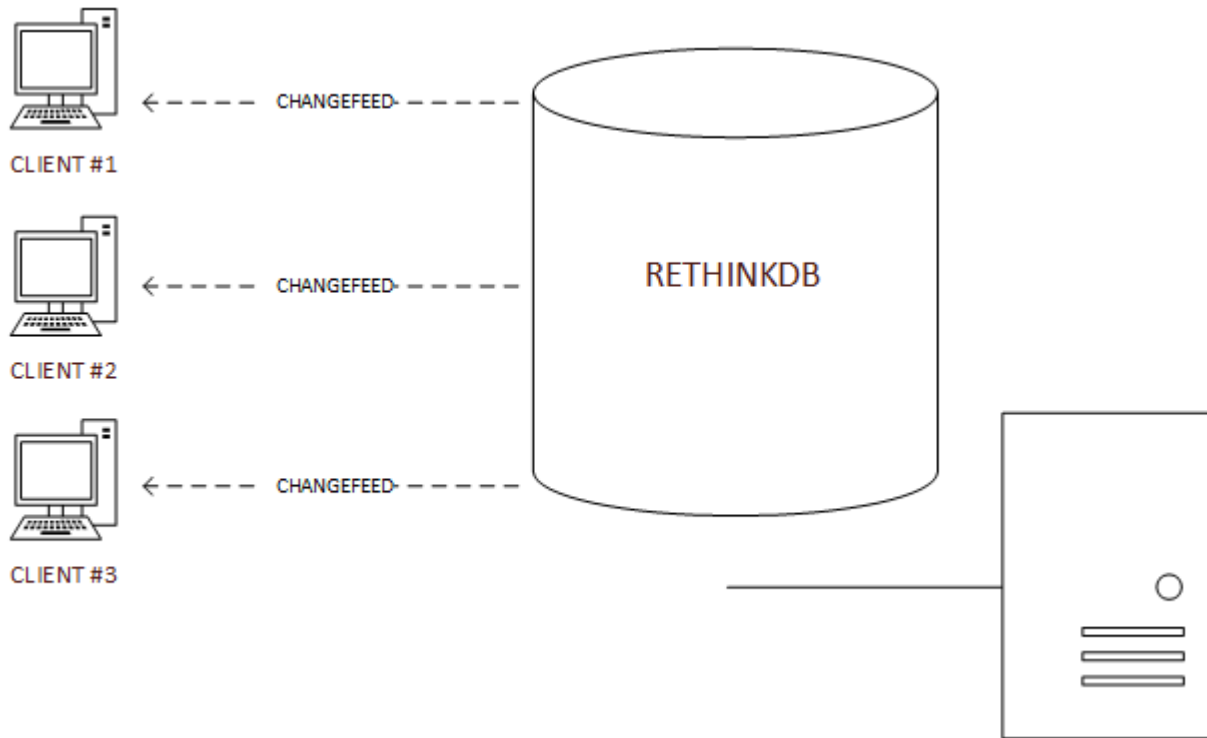 CHANGEFEED
CLIENT #1
RETHINKDB
CHANGEFEED
CLIENT #2
CHANGEFEED
CLIENT #3